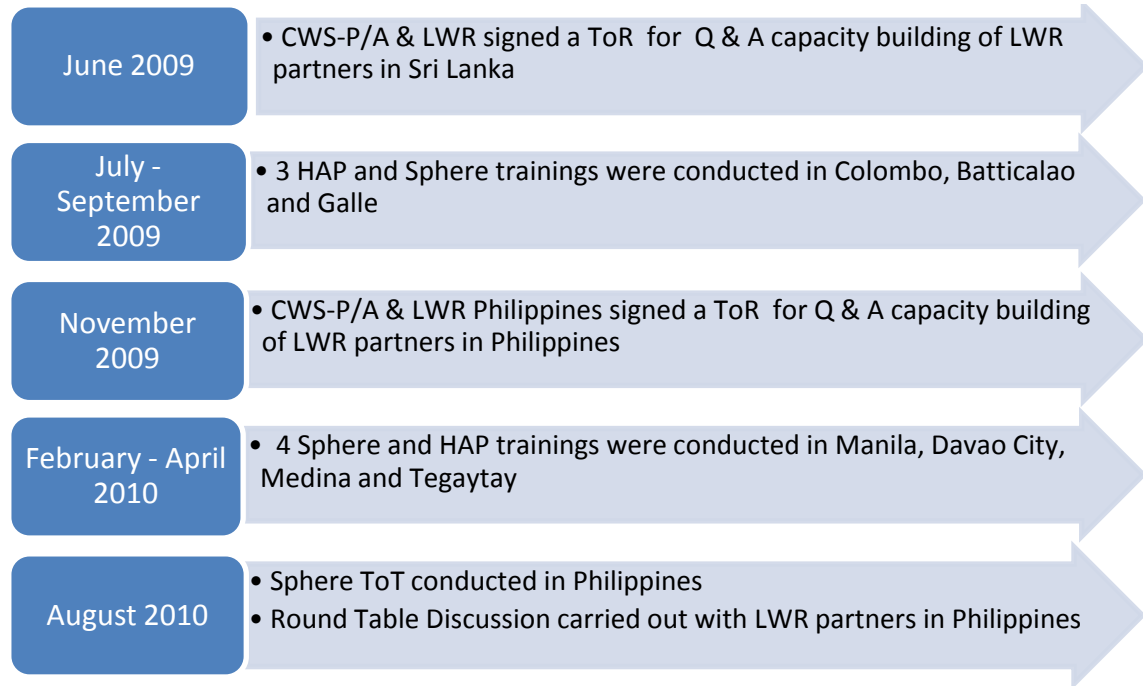 June 2009
• CWS-P/A & LWR signed a ToR for Q & A capacity building of LWR
partners in Sri Lanka
July -
September
2009
• 3 HAP and Sphere trainings were conducted in Colombo, Batticalao
and Galle
November
2009
• CWS-P/A & LWR Philippines signed a ToR for Q & A capacity building
of LWR partners in Philippines
February - April
2010
• 4 Sphere and HAP trainings were conducted in Manila, Davao City,
Medina and Tegaytay
August 2010
• Sphere ToT conducted in Philippines
• Round Table Discussion carried out with LWR partners in Philippines